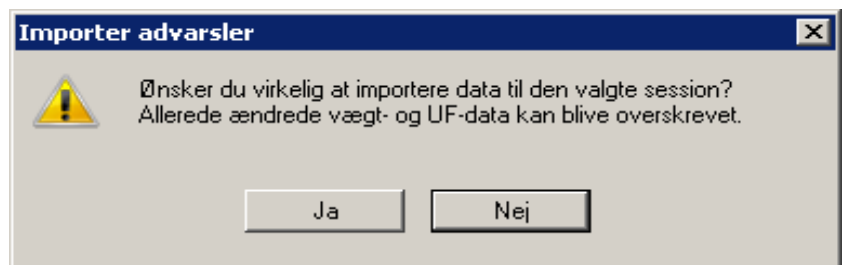 Importer advarsler
Ønsker du virkelig at importere data til den valgte session?
Allerede ændrede vægt- og UF-data kan blive overskrevet.
Ja
Nej